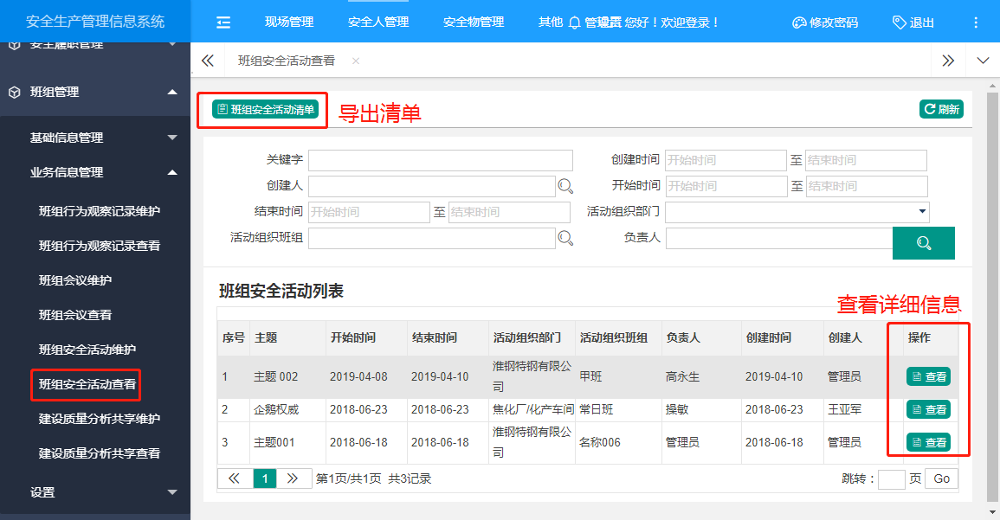 安全生产管理信息系统
现场管理 安全人管理 安全物管理 其他 管理员 您好！欢迎登录！ 修改密码 退出
安全履职管理
班组管理
基础信息管理
业务信息管理
班组行为观察记录维护
班组行为观察记录查看
班组会议维护
班组会议查看
班组安全活动维护
班组安全活动查看
建设质量分析共享维护
建设质量分析共享查看
设置
班组安全活动查看 ×
班组安全活动清单 导出清单 刷新
关键字 创建时间 开始时间 至 结束时间
创建人 开始时间 开始时间 至 结束时间
结束时间 开始时间 至 结束时间 活动组织部门
活动组织班组 负责人
班组安全活动列表
查看详细信息
序号 主题 开始时间 结束时间 活动组织部门 活动组织班组 负责人 创建时间 创建人 操作
1 主题 002 2019-04-08 2019-04-10 淮钢特钢有限公司 甲班 高永生 2019-04-10 管理员 查看
2 企鹅权威 2018-06-23 2018-06-23 焦化厂/化产车间 常日班 操敏 2018-06-23 王亚军 查看
3 主题001 2018-06-18 2018-06-18 淮钢特钢有限公司 名称006 管理员 2018-06-18 管理员 查看
1 第1页/共1页 共3记录 跳转： 页 Go